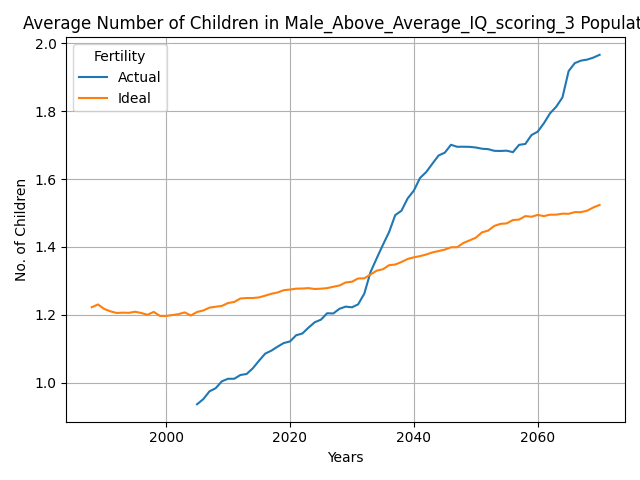 Average Number of Children in Male_Above_Average_IQ_scoring_3 Populat
Fertility
Actual
Ideal
2.0
1.8
1.6
1.4
1.2
1.0
No. of Children
2000 2020 2040 2060
Years